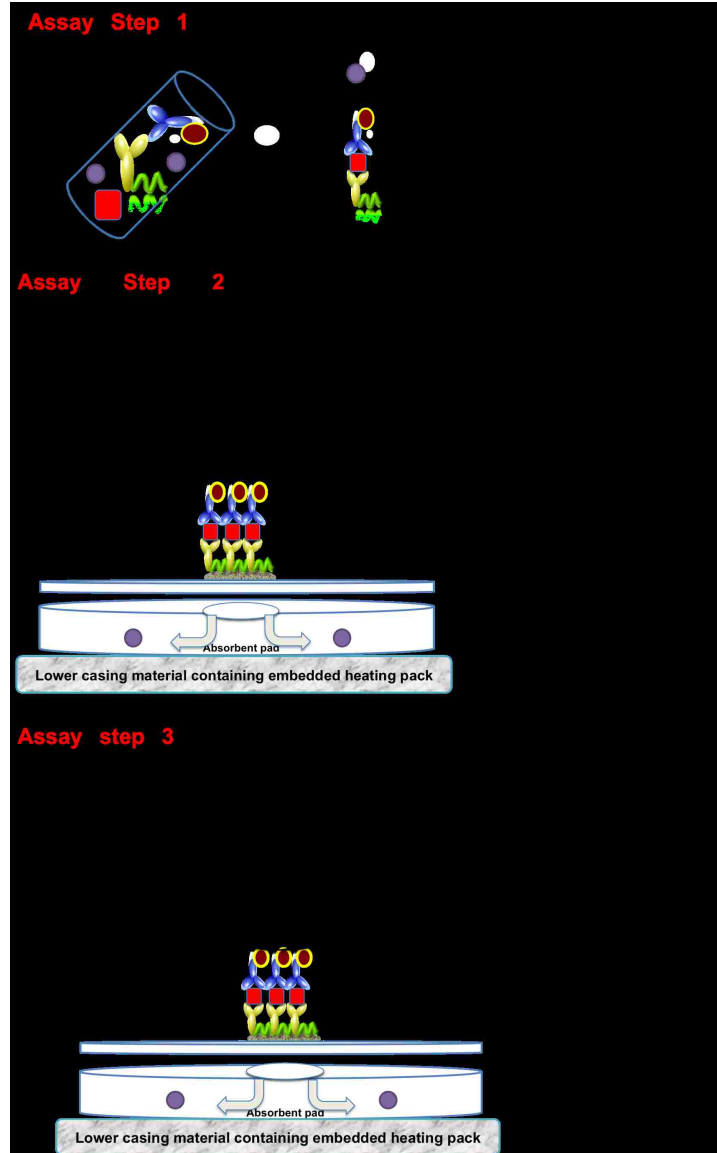 Assay Step 1
Assay Step 2
Absorbent pad
Lower casing material containing embedded heating pack
Assay step 3
Absorbent pad
Lower casing material containing embedded heating pack